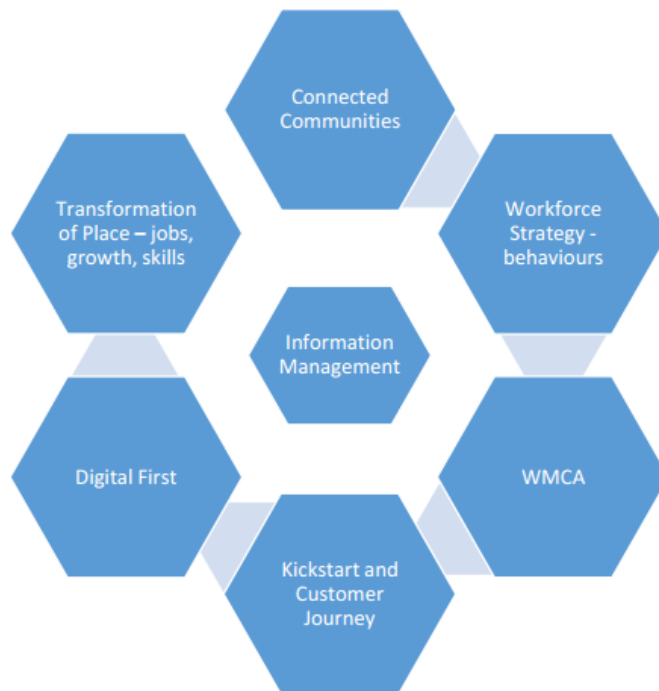 Connected
Communities
Transformation
of Place – jobs,
growth, skills
Workforce
Strategy -
behaviours
Information
Management
Digital First
WMCA
Kickstart and
Customer
Journey